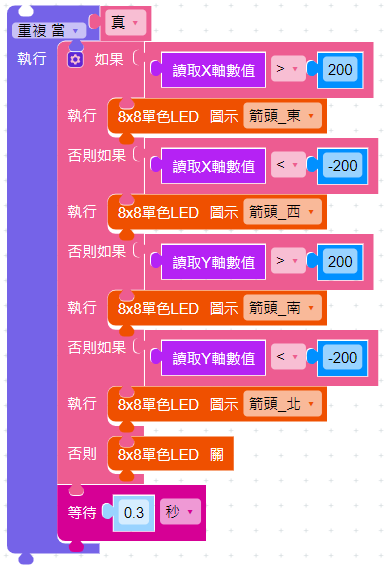 重複 當 真
執行 如果 讀取X軸數值 > 200
執行 8x8單色LED 圖示 箭頭_東
否則如果 讀取X軸數值 < -200
執行 8x8單色LED 圖示 箭頭_西
否則如果 讀取Y軸數值 > 200
執行 8x8單色LED 圖示 箭頭_南
否則如果 讀取Y軸數值 < -200
執行 8x8單色LED 圖示 箭頭_北
否則 8x8單色LED 關
等待 0.3 秒